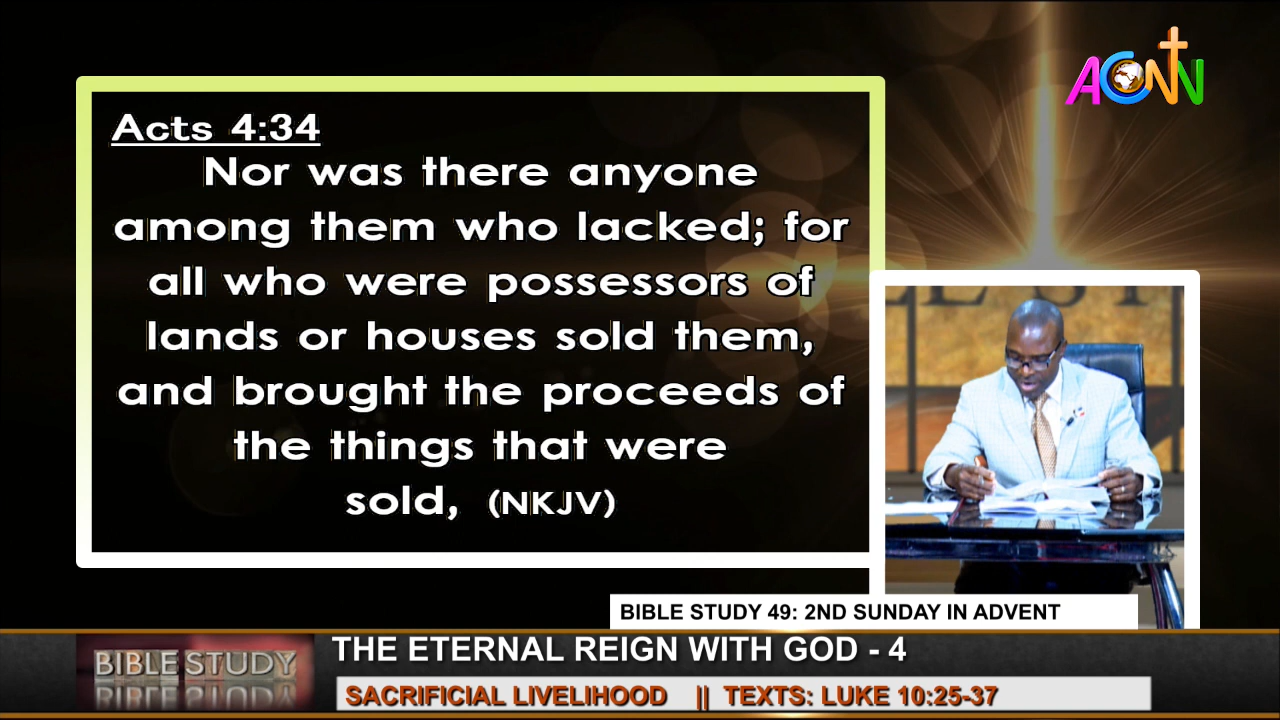 ACNN
Acts 4:34
Nor was there anyone
among them who lacked; for
all who were possessors of
lands or houses sold them,
and brought the proceeds of
the things that were
sold, (NKJV)
BIBLE STUDY 49: 2ND SUNDAY IN ADVENT
THE ETERNAL REIGN WITH GOD - 4
BIBLE STUDY
SACRIFICIAL LIVELIHOOD || TEXTS: LUKE 10:25-37